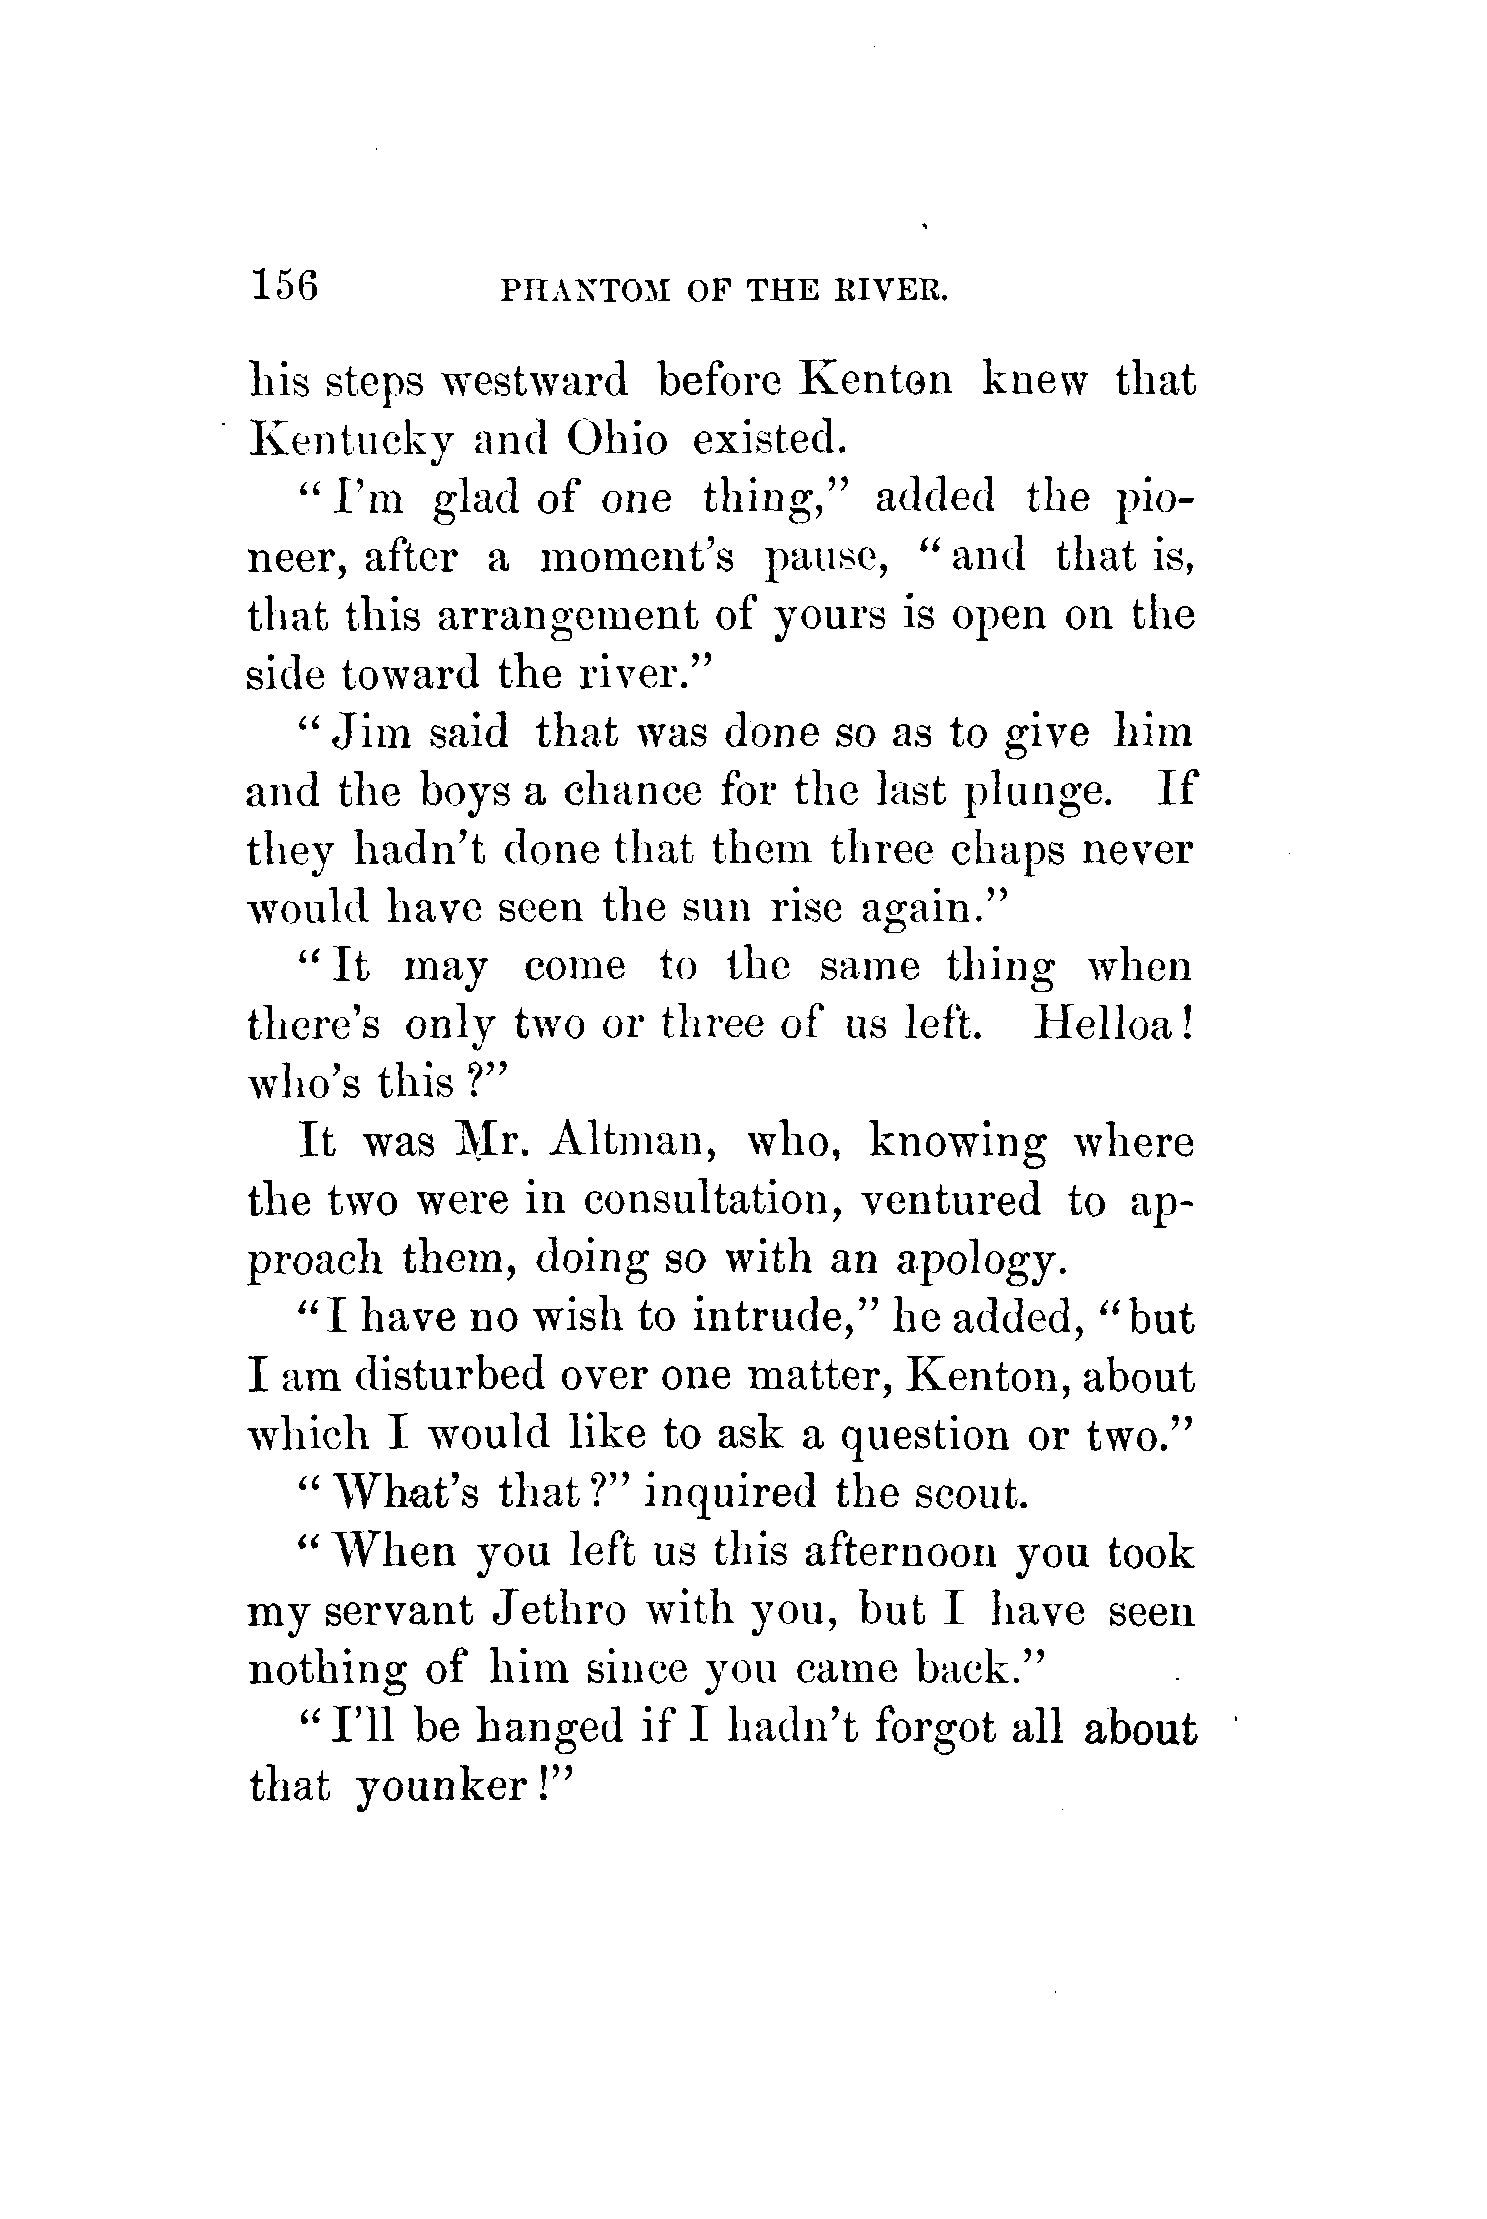 156 PHANTOM OF THE RIVER.
his steps westward before Kenton knew that
Kentucky and Ohio existed.
“I’m glad of one thing,” added the pio-
neer, after a moment’s pause, “and that is,
that this arrangement of yours is open on the
side toward the river.”
“Jim said that was done so as to give him
and the boys a chance for the last plunge. If
they hadn’t done that them three chaps never
would have seen the sun rise again.”
“It may come to the same thing when
there’s only two or three of us left. Helloa!
who’s this?”
It was Mr. Altman, who, knowing where
the two were in consultation, ventured to ap-
proach them, doing so with an apology.
“I have no wish to intrude,” he added, “but
I am disturbed over one matter, Kenton, about
which I would like to ask a question or two.”
“What’s that?” inquired the scout.
“When you left us this afternoon you took
my servant Jethro with you, but I have seen
nothing of him since you came back.”
“I’ll be hanged if I hadn’t forgot all about
that younker!”